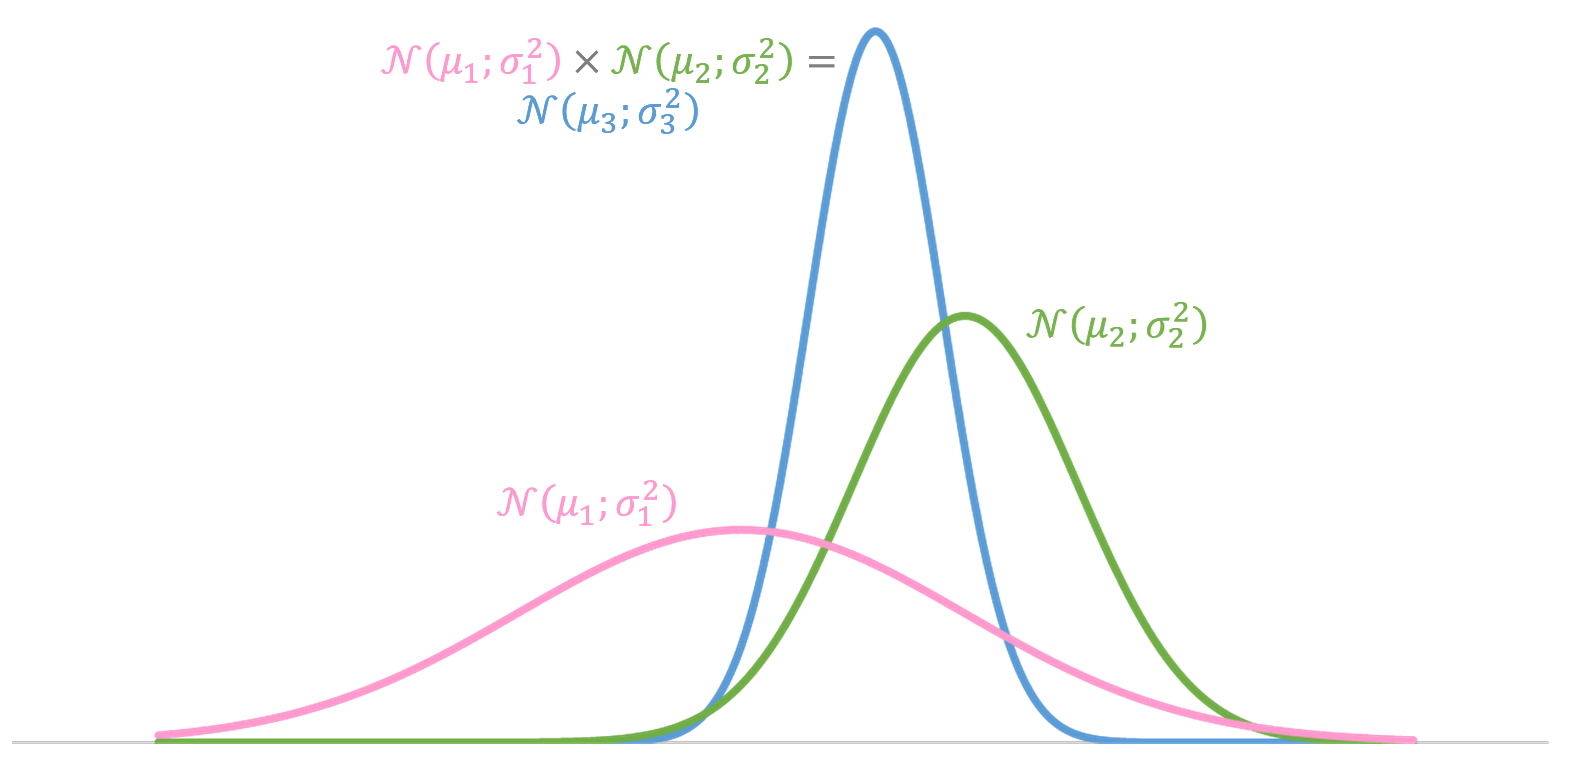 𝒩(μ₁; σ₁²) × 𝒩(μ₂; σ₂²) =
𝒩(μ₃; σ₃²)
𝒩(μ₂; σ₂²)
𝒩(μ₁; σ₁²)